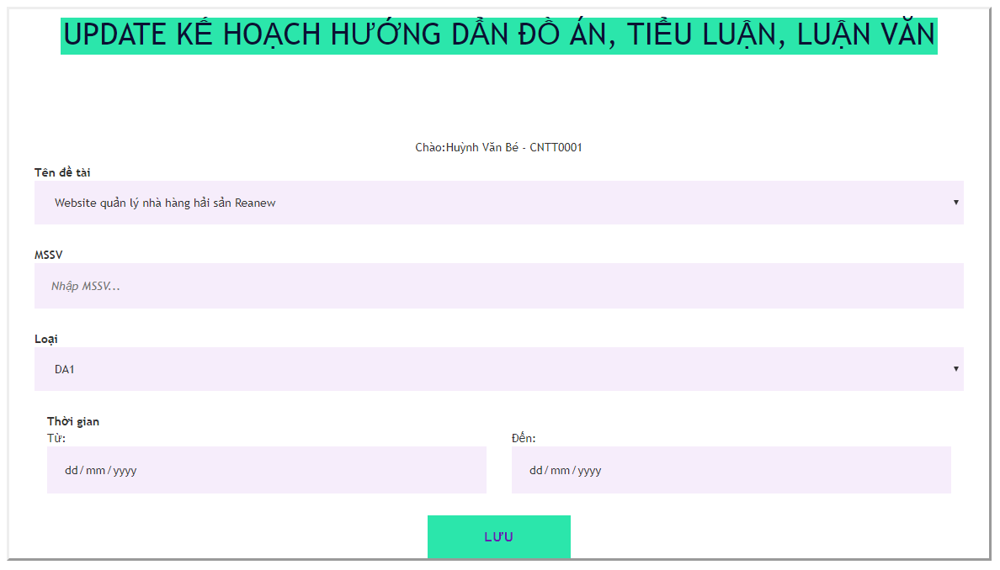 UPDATE KẾ HOẠCH HƯỚNG DẪN ĐỒ ÁN, TIỂU LUẬN, LUẬN VĂN
Chào:Huỳnh Văn Bé - CNTT0001
Tên đề tài
Website quản lý nhà hàng hải sản Reanew
MSSV
Nhập MSSV...
Loại
DA1
Thời gian
Từ: Đến:
dd/mm/yyyy dd/mm/yyyy
LƯU